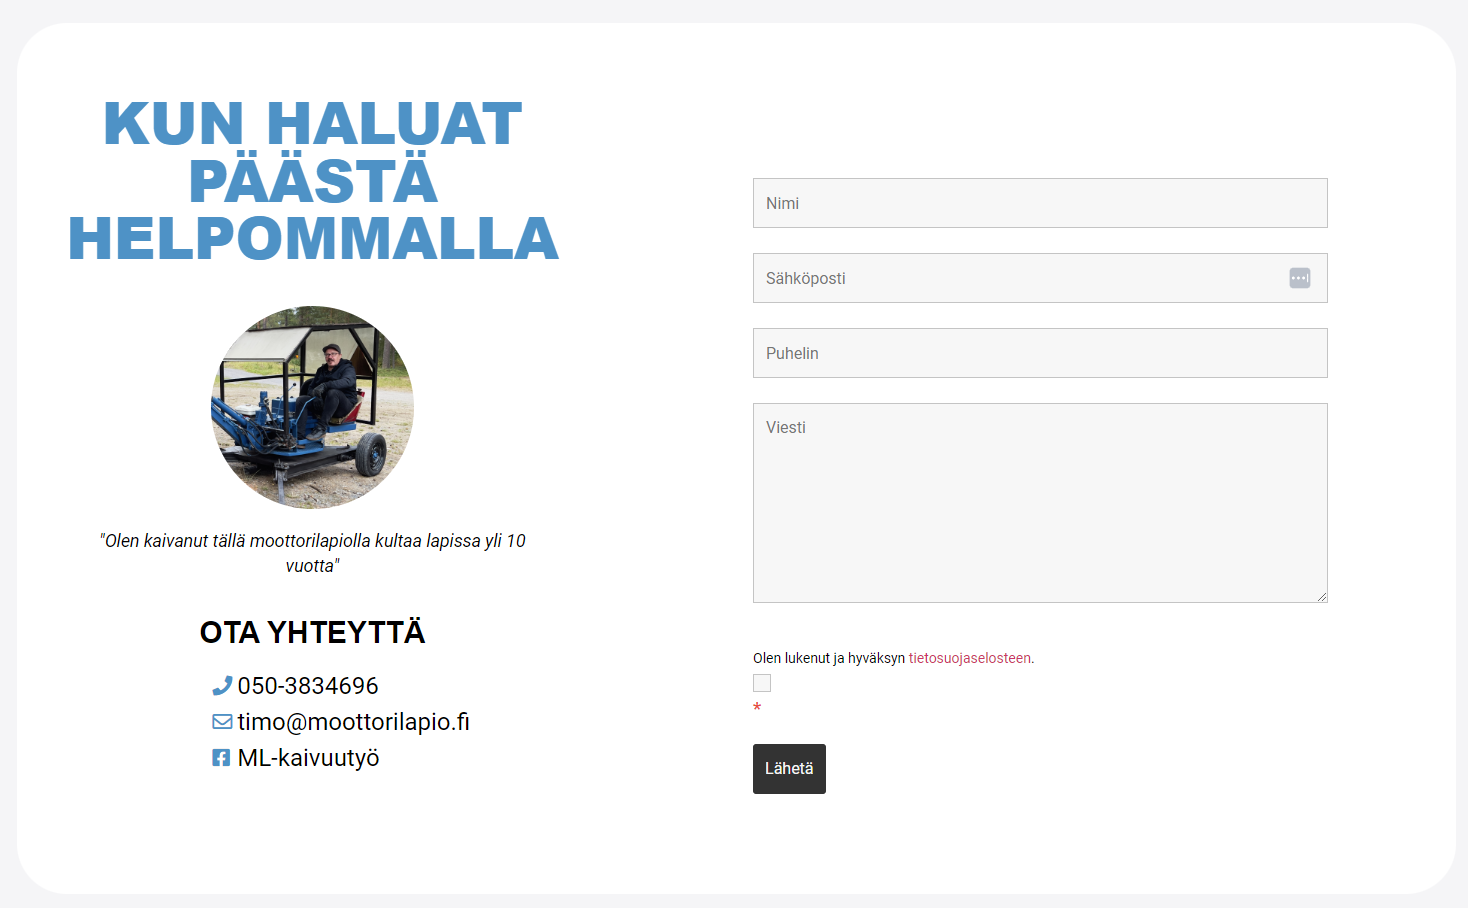 KUN HALUAT
PÄÄSTÄ
HELPOMMALLA
"Olen kaivanut tällä moottorilapiolla kultaa lapissa yli 10
vuotta"
OTA YHTEYTTÄ
050-3834696
timo@moottorilapio.fi
ML-kaivuutyö
Nimi
Sähköposti
Puhelin
Viesti
Olen lukenut ja hyväksyn tietosuojaselosteen.
*
Lähetä